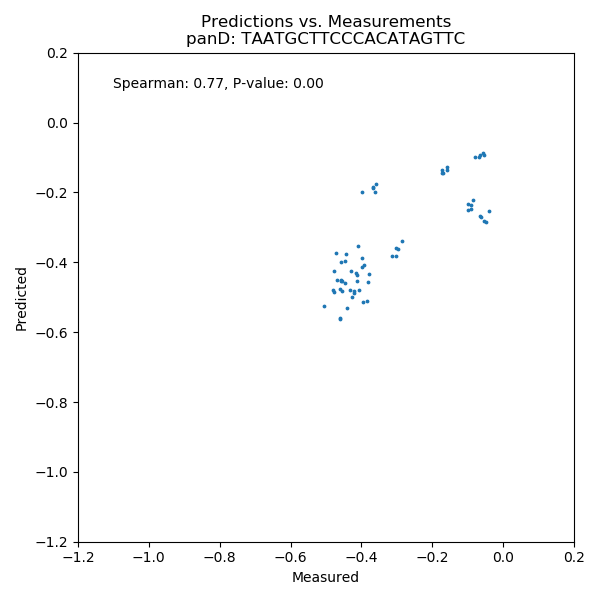 Predictions vs. Measurements
panD: TAATGCTTCCCACATAGTTC
Spearman: 0.77, P-value: 0.00
0.2
0.0
−0.2
−0.4
−0.6
−0.8
−1.0
−1.2
Predicted
−1.2 −1.0 −0.8 −0.6 −0.4 −0.2 0.0 0.2
Measured